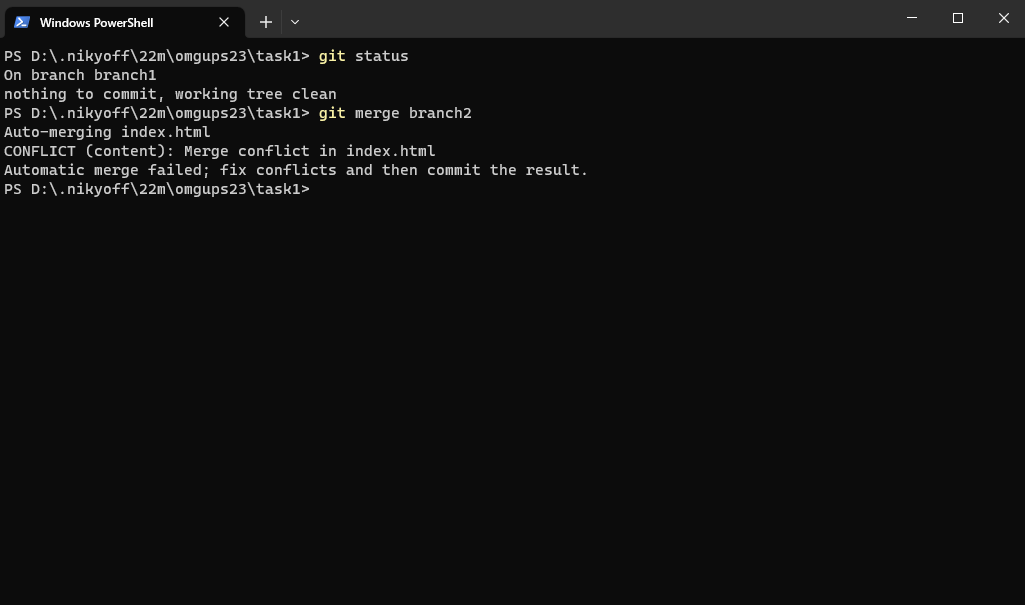 Windows PowerShell
PS D:\.nikyoff\22m\omgups23\task1> git status
On branch branch1
nothing to commit, working tree clean
PS D:\.nikyoff\22m\omgups23\task1> git merge branch2
Auto-merging index.html
CONFLICT (content): Merge conflict in index.html
Automatic merge failed; fix conflicts and then commit the result.
PS D:\.nikyoff\22m\omgups23\task1>